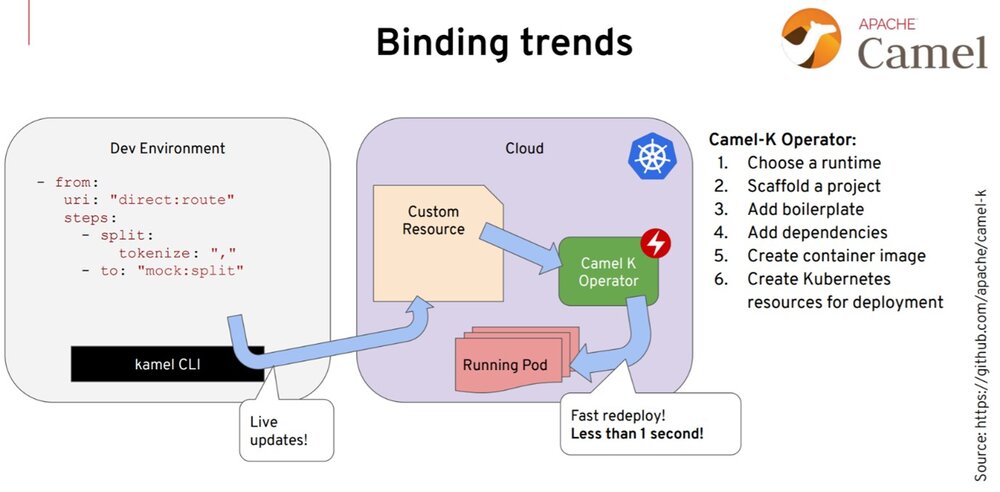 Binding trends
APACHE
Camel
Dev Environment
- from:
uri: "direct:route"
steps:
- split:
tokenize: ","
- to: "mock:split"
kamel CLI
Live
updates!
Cloud
Custom
Resource
Camel K
Operator
Running Pod
Fast redeploy!
Less than 1 second!
Camel-K Operator:
1. Choose a runtime
2. Scaffold a project
3. Add boilerplate
4. Add dependencies
5. Create container image
6. Create Kubernetes
resources for deployment
Source: https://github.com/apache/camel-k